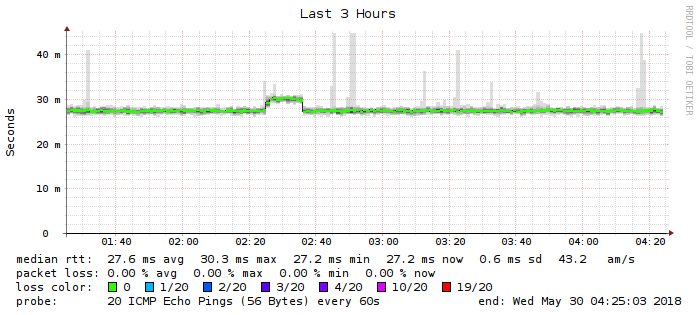 Last 3 Hours
RRDTOOL / TOBI OETIKER
Seconds
40 m
30 m
20 m
10 m
0
01:40 02:00 02:20 02:40 03:00 03:20 03:40 04:00 04:20
median rtt: 27.6 ms avg 30.3 ms max 27.2 ms min 27.2 ms now 0.6 ms sd 43.2 am/s
packet loss: 0.00 % avg 0.00 % max 0.00 % min 0.00 % now
loss color: 0 1/20 2/20 3/20 4/20 10/20 19/20
probe: 20 ICMP Echo Pings (56 Bytes) every 60s end: Wed May 30 04:25:03 2018